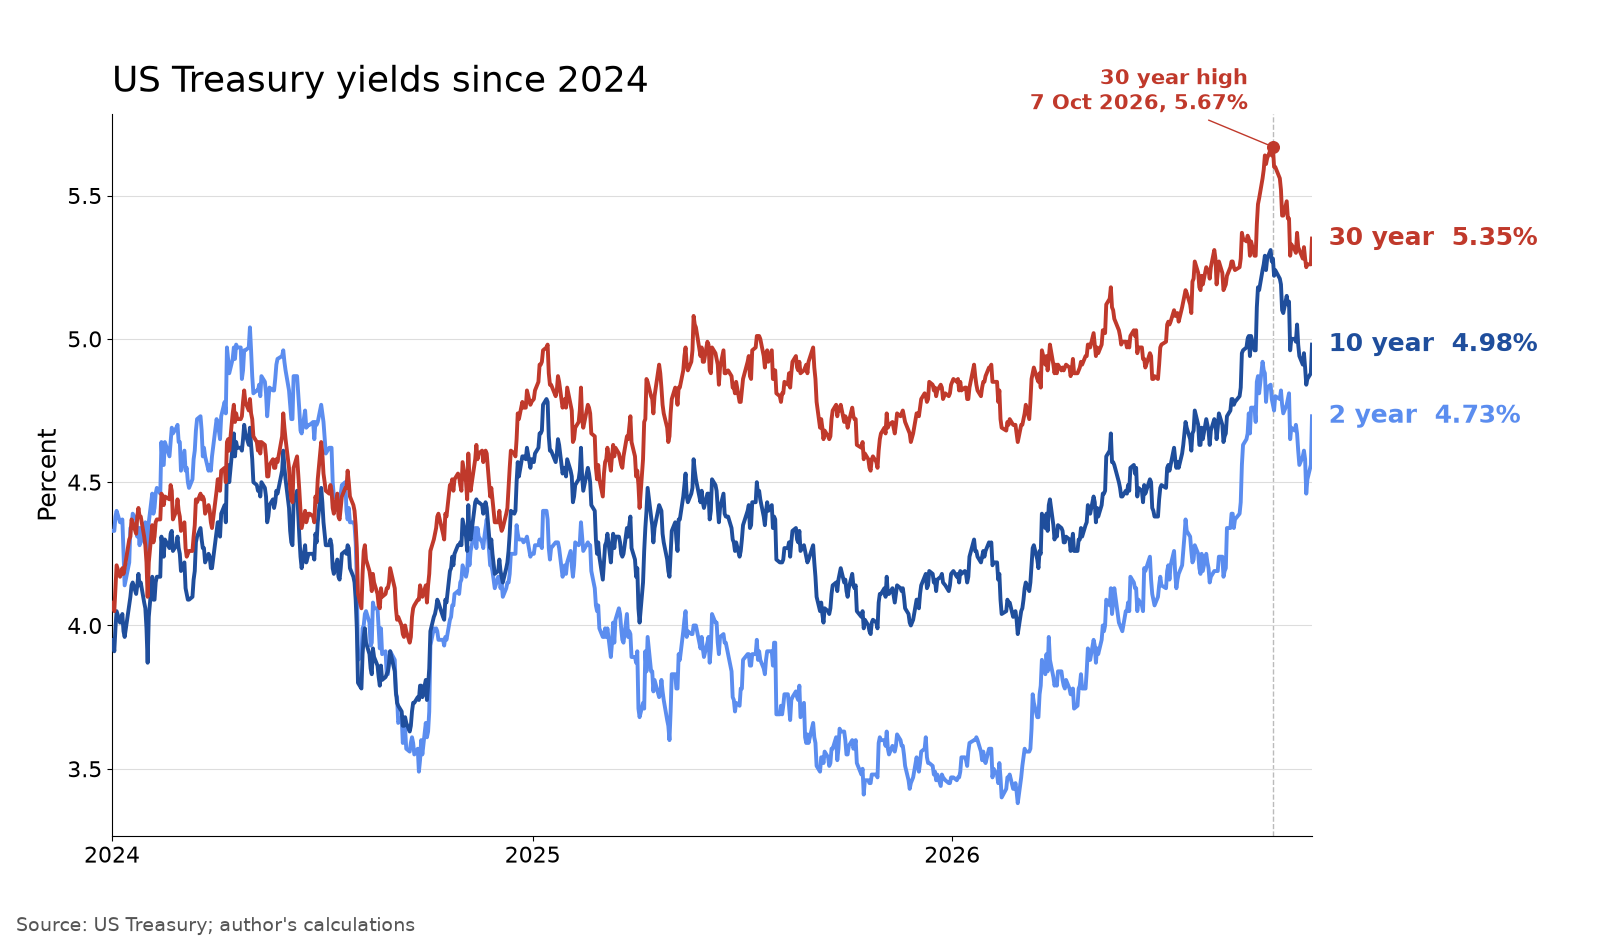 US Treasury yields since 2024
30 year high
7 Oct 2026, 5.67%
Percent
5.5
5.0
4.5
4.0
3.5
30 year 5.35%
10 year 4.98%
2 year 4.73%
2024
2025
2026
Source: US Treasury; author's calculations